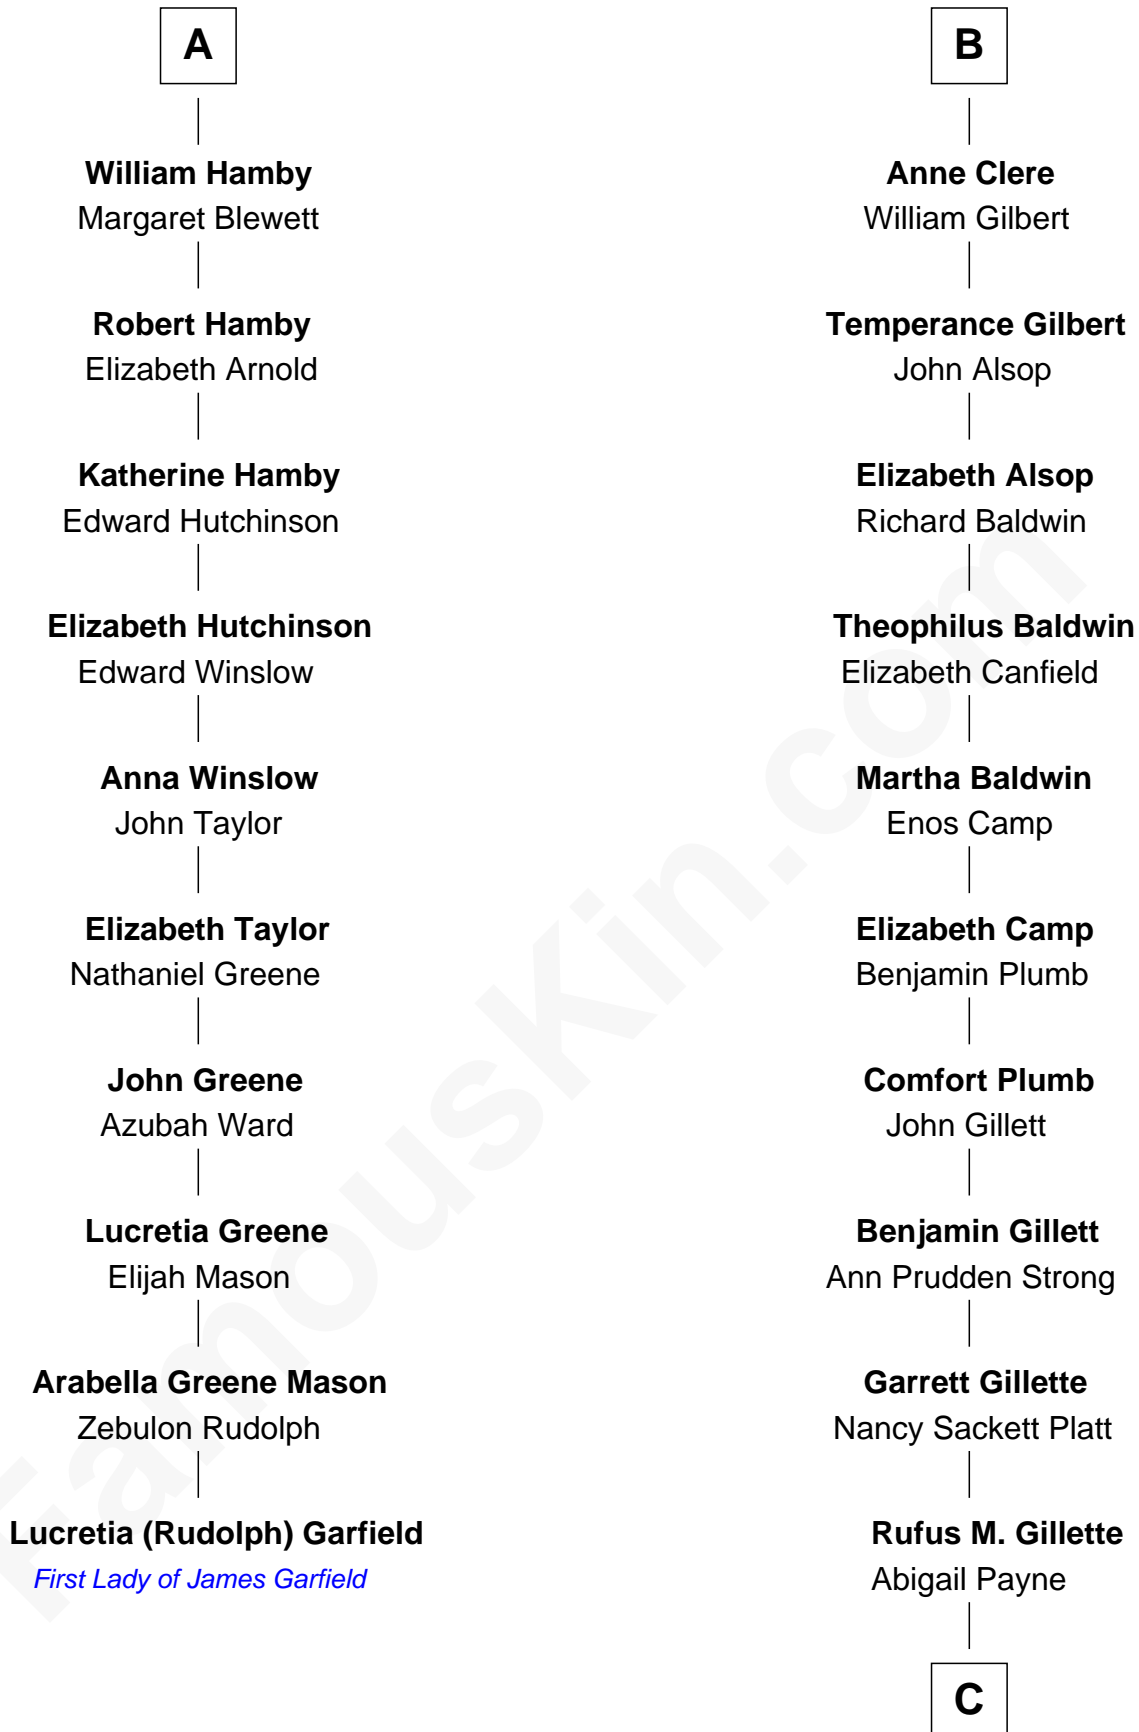 A
William Hamby
Margaret Blewett
Robert Hamby
Elizabeth Arnold
Katherine Hamby
Edward Hutchinson
Elizabeth Hutchinson
Edward Winslow
Anna Winslow
John Taylor
Elizabeth Taylor
Nathaniel Greene
John Greene
Azubah Ward
Lucretia Greene
Elijah Mason
Arabella Greene Mason
Zebulon Rudolph
Lucretia (Rudolph) Garfield
First Lady of James Garfield
B
Anne Clere
William Gilbert
Temperance Gilbert
John Alsop
Elizabeth Alsop
Richard Baldwin
Theophilus Baldwin
Elizabeth Canfield
Martha Baldwin
Enos Camp
Elizabeth Camp
Benjamin Plumb
Comfort Plumb
John Gillett
Benjamin Gillett
Ann Prudden Strong
Garrett Gillette
Nancy Sackett Platt
Rufus M. Gillette
Abigail Payne
C
FamousKin.com